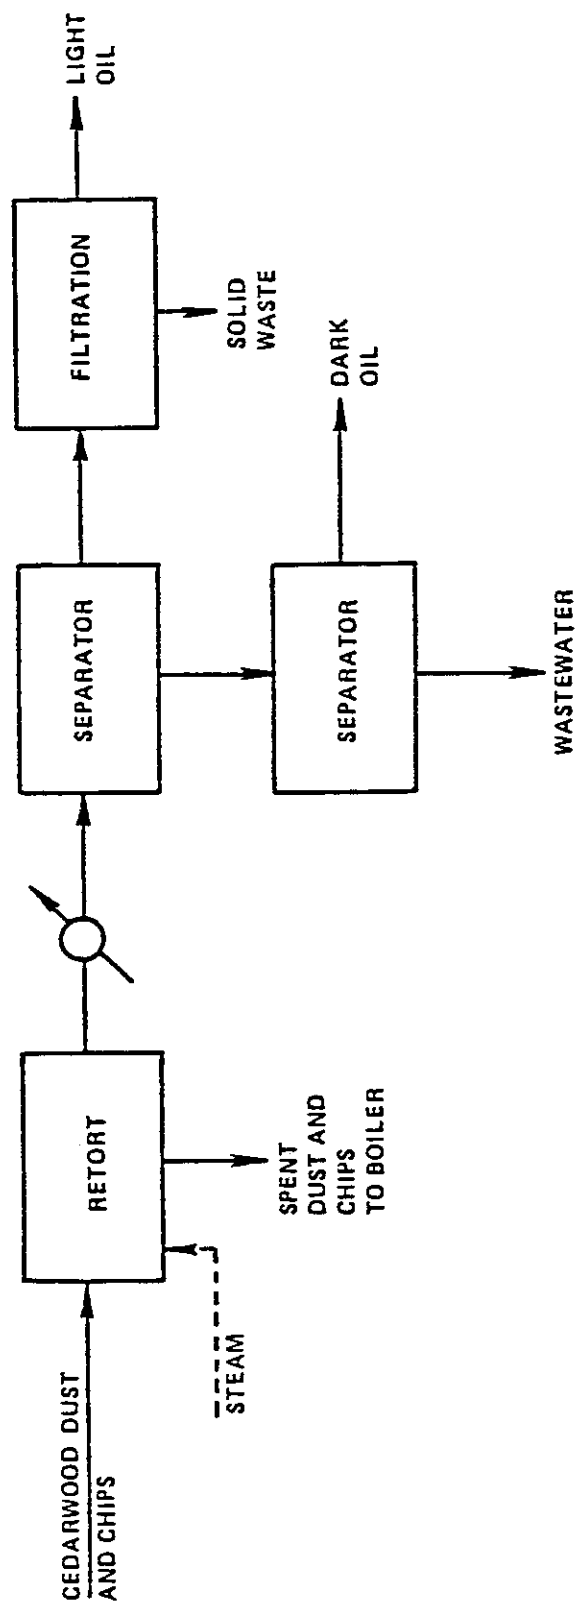 CEDARWOOD DUST
AND CHIPS
STEAM
RETORT
SPENT
DUST AND
CHIPS
TO BOILER
SEPARATOR
SEPARATOR
WASTEWATER
DARK
OIL
FILTRATION
SOLID
WASTE
LIGHT
OIL